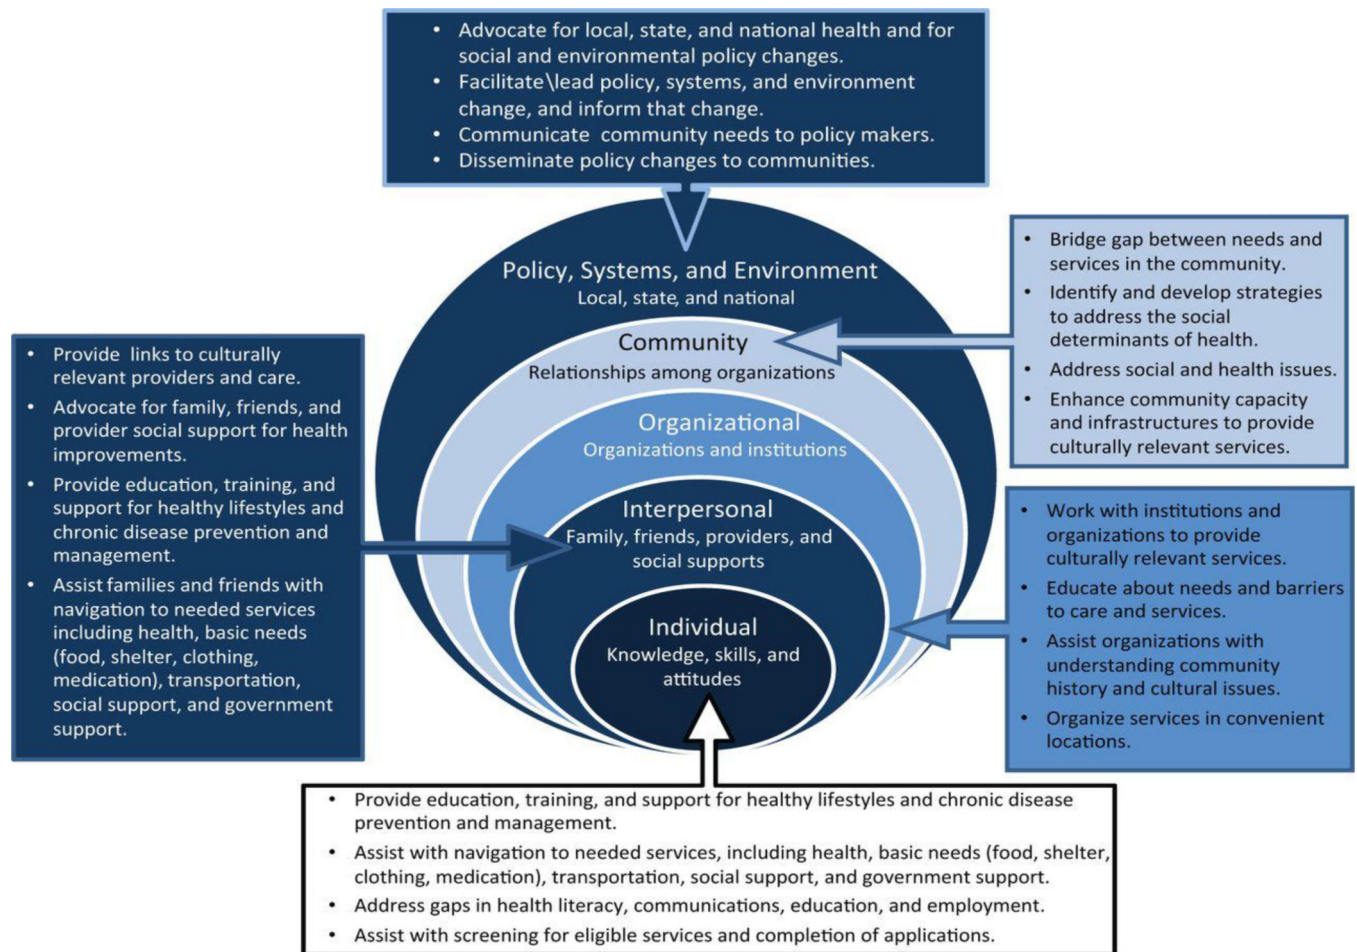 • Advocate for local, state, and national health and for
social and environmental policy changes.
• Facilitate\lead policy, systems, and environment
change, and inform that change.
• Communicate community needs to policy makers.
• Disseminate policy changes to communities.
Policy, Systems, and Environment
Local, state, and national
Community
Relationships among organizations
Organizational
Organizations and institutions
Interpersonal
Family, friends, providers, and
social supports
Individual
Knowledge, skills, and
attitudes
• Bridge gap between needs and
services in the community.
• Identify and develop strategies
to address the social
determinants of health.
• Address social and health issues.
• Enhance community capacity
and infrastructures to provide
culturally relevant services.
• Provide links to culturally
relevant providers and care.
• Advocate for family, friends, and
provider social support for health
improvements.
• Provide education, training, and
support for healthy lifestyles and
chronic disease prevention and
management.
• Assist families and friends with
navigation to needed services
including health, basic needs
(food, shelter, clothing,
medication), transportation,
social support, and government
support.
• Work with institutions and
organizations to provide
culturally relevant services.
• Educate about needs and barriers
to care and services.
• Assist organizations with
understanding community
history and cultural issues.
• Organize services in convenient
locations.
• Provide education, training, and support for healthy lifestyles and chronic disease
prevention and management.
• Assist with navigation to needed services, including health, basic needs (food, shelter,
clothing, medication), transportation, social support, and government support.
• Address gaps in health literacy, communications, education, and employment.
• Assist with screening for eligible services and completion of applications.